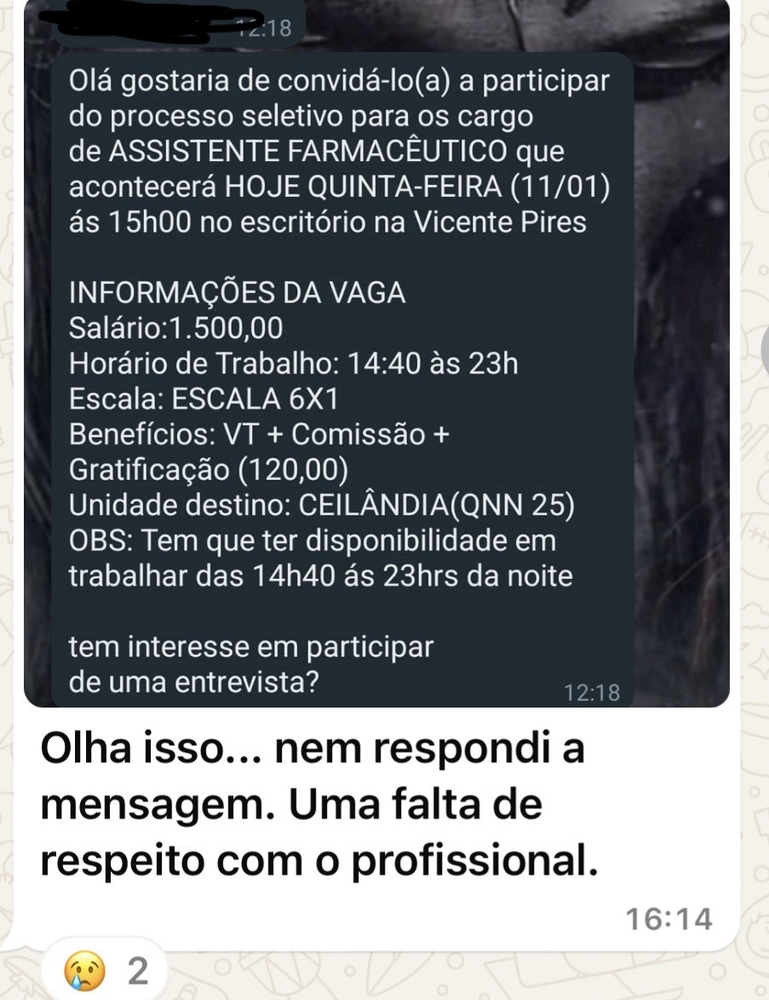 12:18
Olá gostaria de convidá-lo(a) a participar
do processo seletivo para os cargo
de ASSISTENTE FARMACÊUTICO que
acontecerá HOJE QUINTA-FEIRA (11/01)
ás 15h00 no escritório na Vicente Pires
INFORMAÇÕES DA VAGA
Salário:1.500,00
Horário de Trabalho: 14:40 às 23h
Escala: ESCALA 6X1
Benefícios: VT + Comissão +
Gratificação (120,00)
Unidade destino: CEILÂNDIA(QNN 25)
OBS: Tem que ter disponibilidade em
trabalhar das 14h40 ás 23hrs da noite
tem interesse em participar
de uma entrevista?
12:18
Olha isso... nem respondi a
mensagem. Uma falta de
respeito com o profissional.
16:14
2